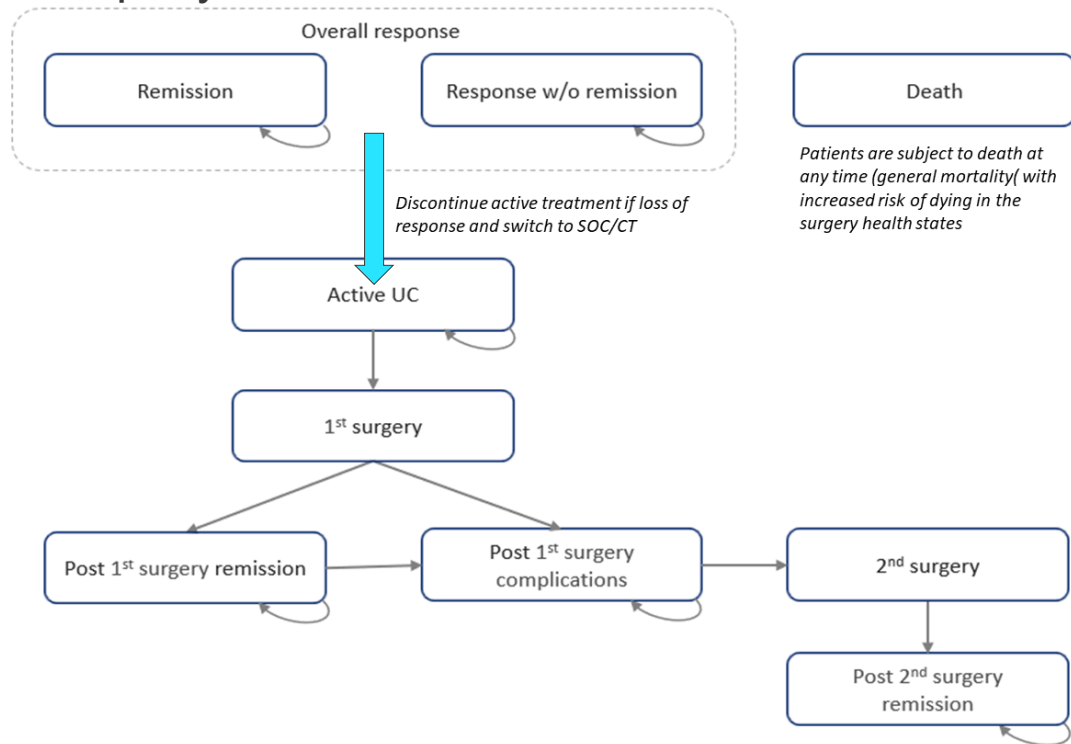 Overall response
Remission
Response w/o remission
Death
Patients are subject to death at
any time (general mortality( with
increased risk of dying in the
surgery health states
Discontinue active treatment if loss of
response and switch to SOC/CT
Active UC
1st surgery
Post 1st surgery remission
Post 1st surgery
complications
2nd surgery
Post 2nd surgery
remission